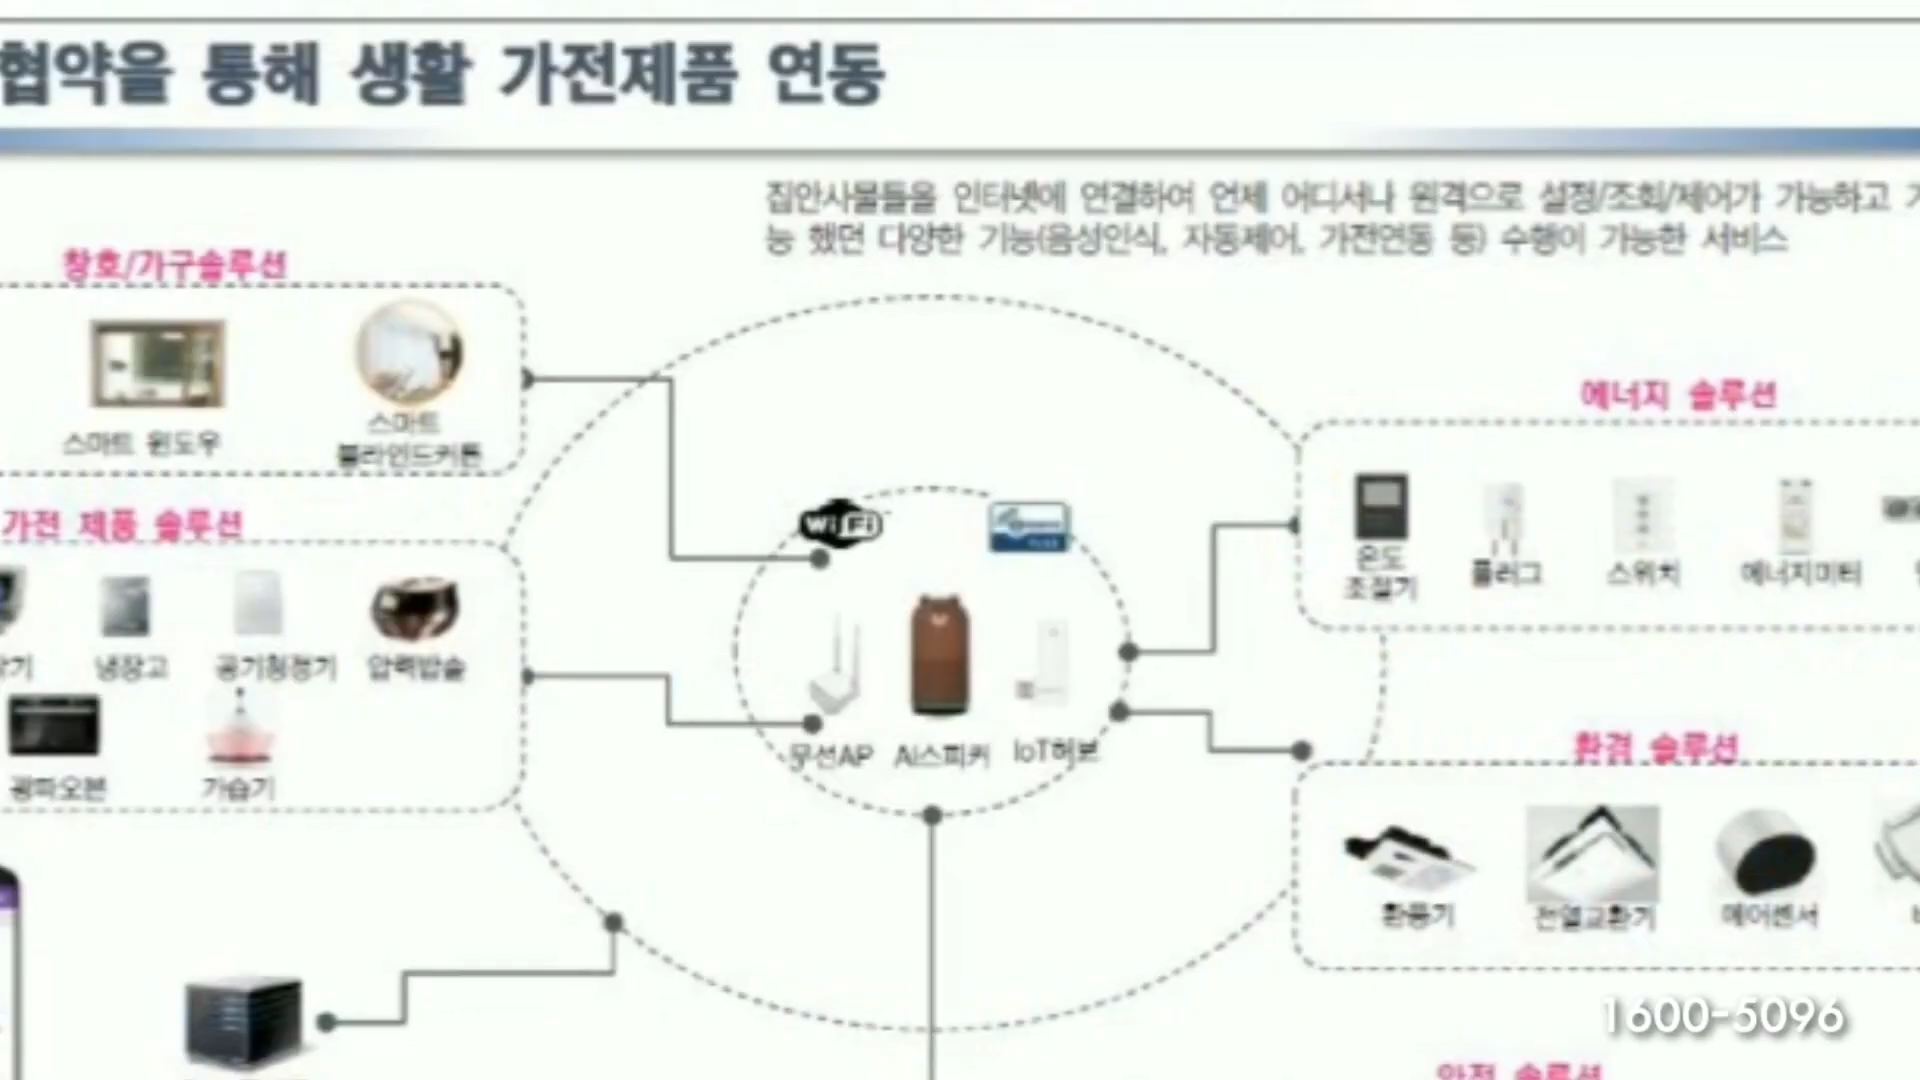 협약을 통해 생활 가전제품 연동
집안사물들을 인터넷에 연결하여 언제 어디서나 원격으로 설정/조회/제어가 가능하고
능 했던 다양한 기능(음성인식, 자동제어, 가전연동 등) 수행이 가능한 서비스
창호/가구솔루션
스마트 윈도우
스마트
블라인드커튼
가전 제품 솔루션
냉장고
공기청정기
압력밥솥
광파오븐
가습기
WiFi
무선AP
AI스피커
IoT허브
에너지 솔루션
온도
조절기
플러그
스위치
에너지미터
환경 솔루션
환풍기
전열교환기
에어센서
1600-5096
안전 솔루션